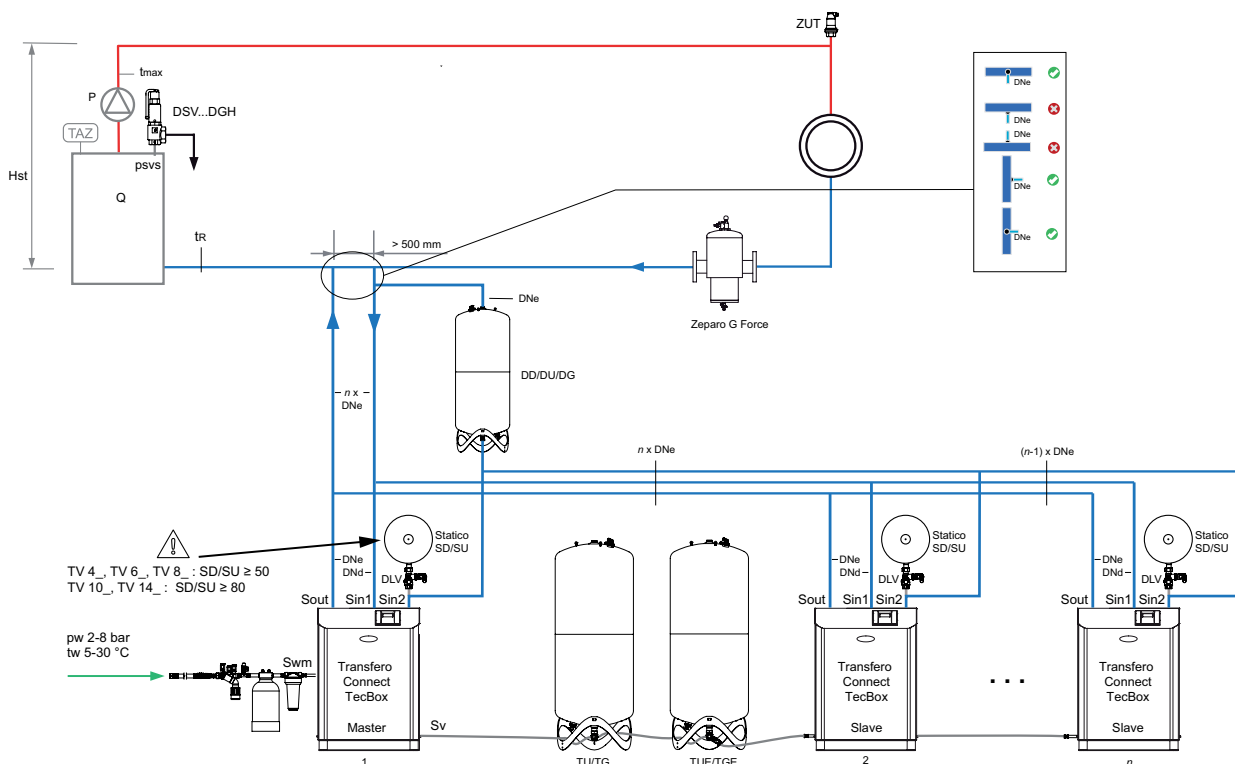 ZUT
tmax
P
DSV...DGH
TAZ
psvs
Hst
Q
tR
> 500 mm
DNe
DNe
DNe
DNe
DNe
Zeparo G Force
DNe
DD/DU/DG
n x
DNe
n x DNe
(n-1) x DNe
Statico
SD/SU
Statico
SD/SU
Statico
SD/SU
TV 4_, TV 6_, TV 8_ : SD/SU ≥ 50
TV 10_, TV 14_ : SD/SU ≥ 80
DNe
DNd
DLV
DNe
DNd
DLV
DNe
DNd
DLV
Sout
Sin1
Sin2
Sout
Sin1
Sin2
Sout
Sin1
Sin2
pw 2-8 bar
tw 5-30 °C
Swm
Transfero
Connect
TecBox
Master
Sv
Transfero
Connect
TecBox
Slave
. . .
Transfero
Connect
TecBox
Slave
1
TU/TG
TUE/TGE
2
n